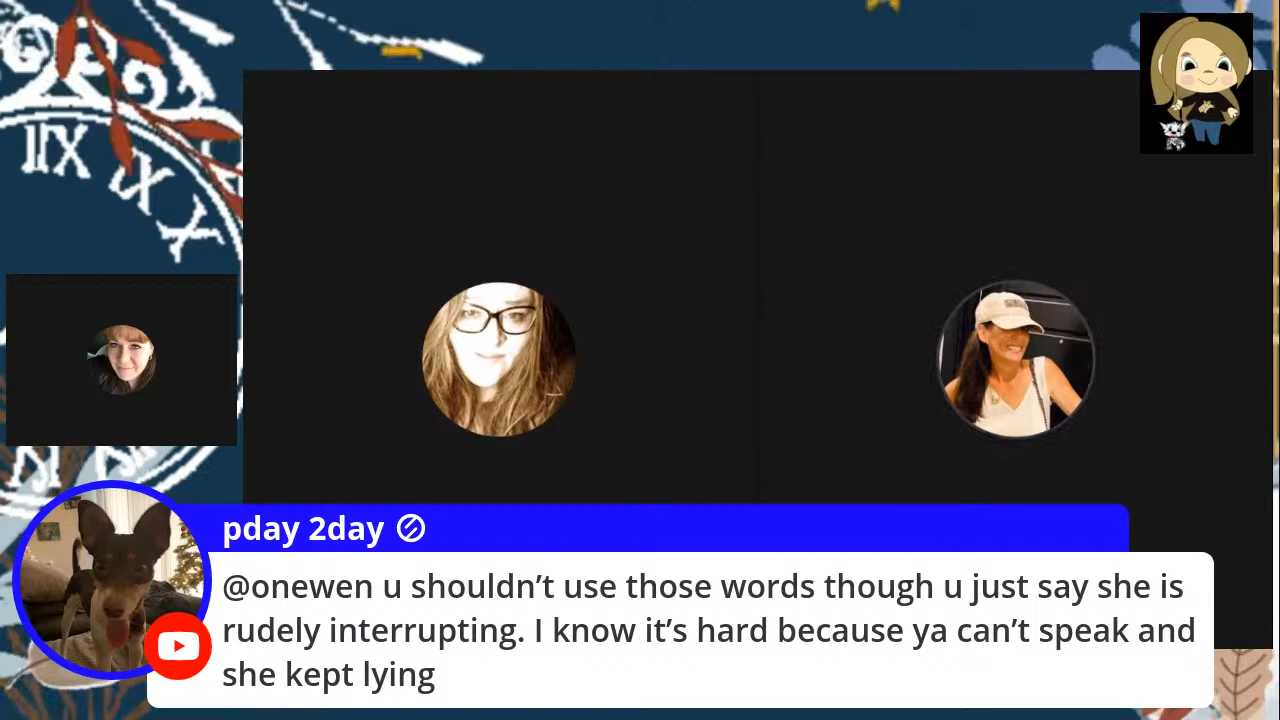 IIX
IX
X
pday 2day
@onewen u shouldn’t use those words though u just say she is
rudely interrupting. I know it’s hard because ya can’t speak and
she kept lying